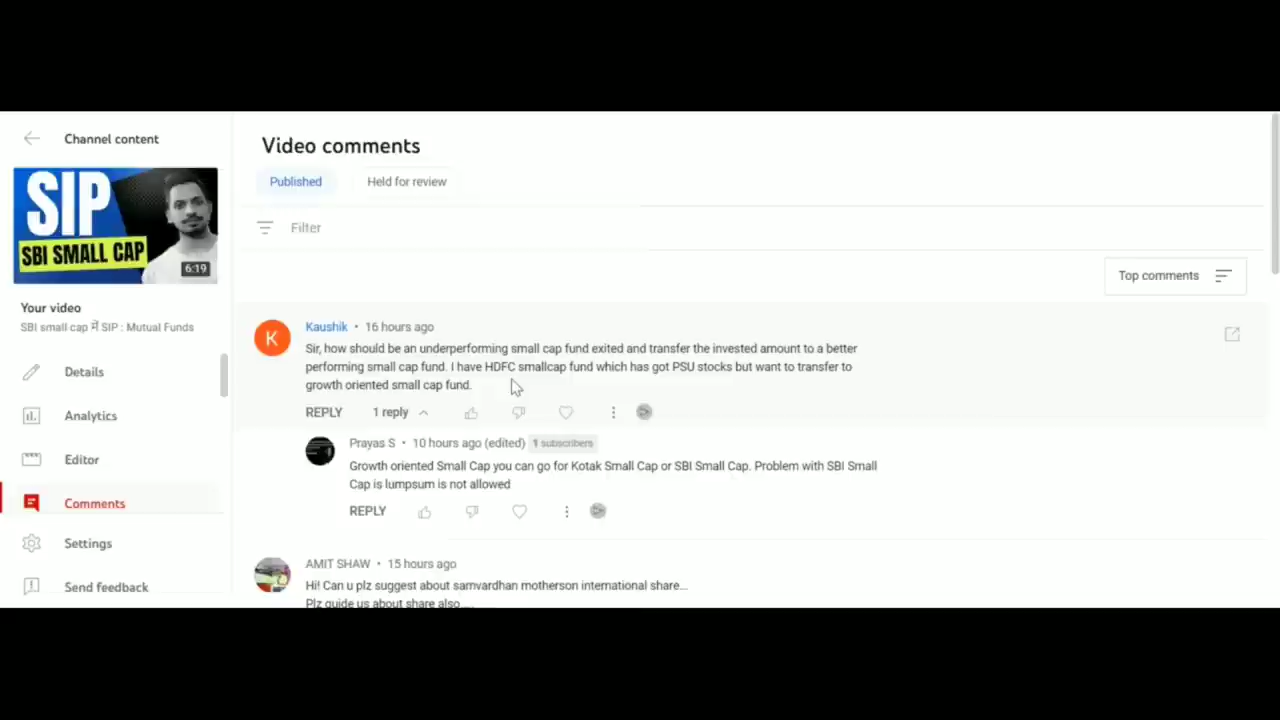 Channel content
SIP
SBI SMALL CAP
6:19
Your video
SBI small cap में SIP : Mutual Funds
Details
Analytics
Editor
Comments
Settings
Send feedback
Video comments
Published
Held for review
Filter
Top comments
K
Kaushik • 16 hours ago
Sir, how should be an underperforming small cap fund exited and transfer the invested amount to a better
performing small cap fund. I have HDFC smallcap fund which has got PSU stocks but want to transfer to
growth oriented small cap fund.
REPLY 1 reply
Prayas S • 10 hours ago (edited) 1 subscribers
Growth oriented Small Cap you can go for Kotak Small Cap or SBI Small Cap. Problem with SBI Small
Cap is lumpsum is not allowed
REPLY
AMIT SHAW • 15 hours ago
Hi! Can u plz suggest about samvardhan motherson international share...
Plz guide us about share also.....